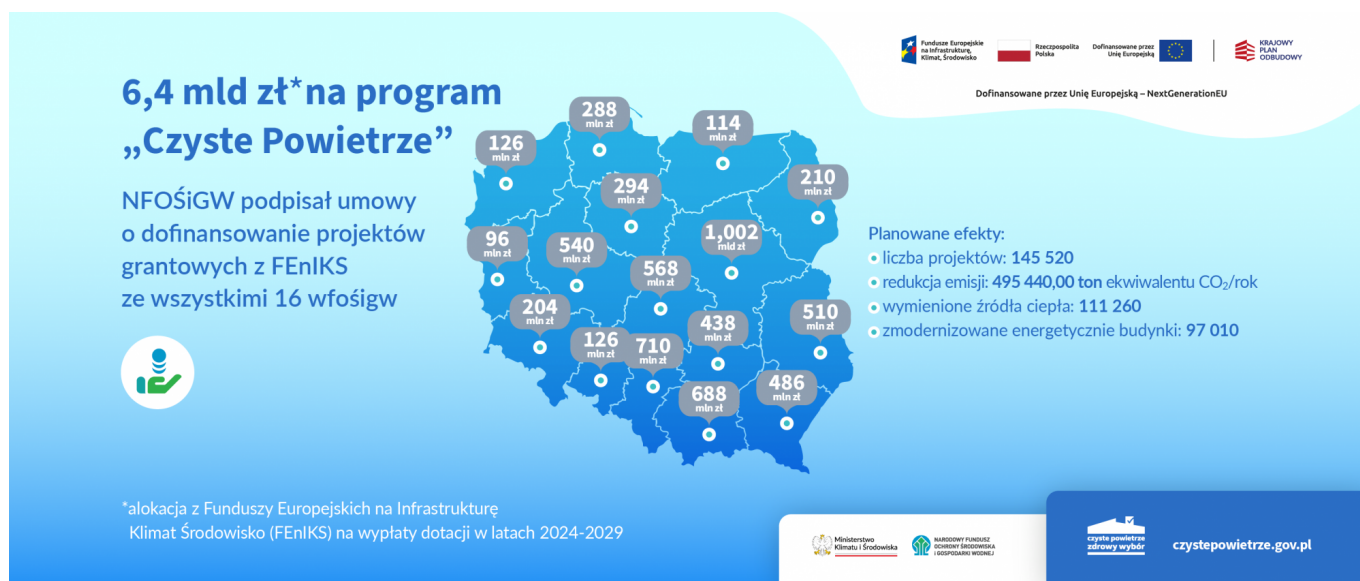 Fundusze Europejskie
na Infrastrukturę,
Klimat, Środowisko
Rzeczpospolita
Polska
Dofinansowane przez
Unię Europejską
KRAJOWY
PLAN
ODBUDOWY
Dofinansowane przez Unię Europejską – NextGenerationEU
6,4 mld zł*na program
„Czyste Powietrze”
NFOŚiGW podpisał umowy
o dofinansowanie projektów
grantowych z FEnIKS
ze wszystkimi 16 wfośigw
288
mln zł
114
mln zł
126
mln zł
210
mln zł
294
mln zł
96
mln zł
540
mln zł
1,002
mld zł
568
mln zł
204
mln zł
438
mln zł
510
mln zł
126
mln zł
710
mln zł
688
mln zł
486
mln zł
Planowane efekty:
liczba projektów: 145 520
redukcja emisji: 495 440,00 ton ekwiwalentu CO₂/rok
wymienione źródła ciepła: 111 260
zmodernizowane energetycznie budynki: 97 010
*alokacja z Funduszy Europejskich na Infrastrukturę
Klimat Środowisko (FEnIKS) na wypłaty dotacji w latach 2024-2029
Ministerstwo
Klimatu i Środowiska
NARODOWY FUNDUSZ
OCHRONY ŚRODOWISKA
I GOSPODARKI WODNEJ
czyste powietrze
zdrowy wybór
czystepowietrze.gov.pl